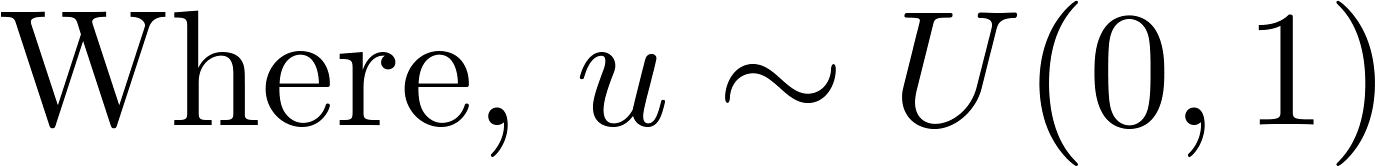 Where, u ∼ U(0, 1)